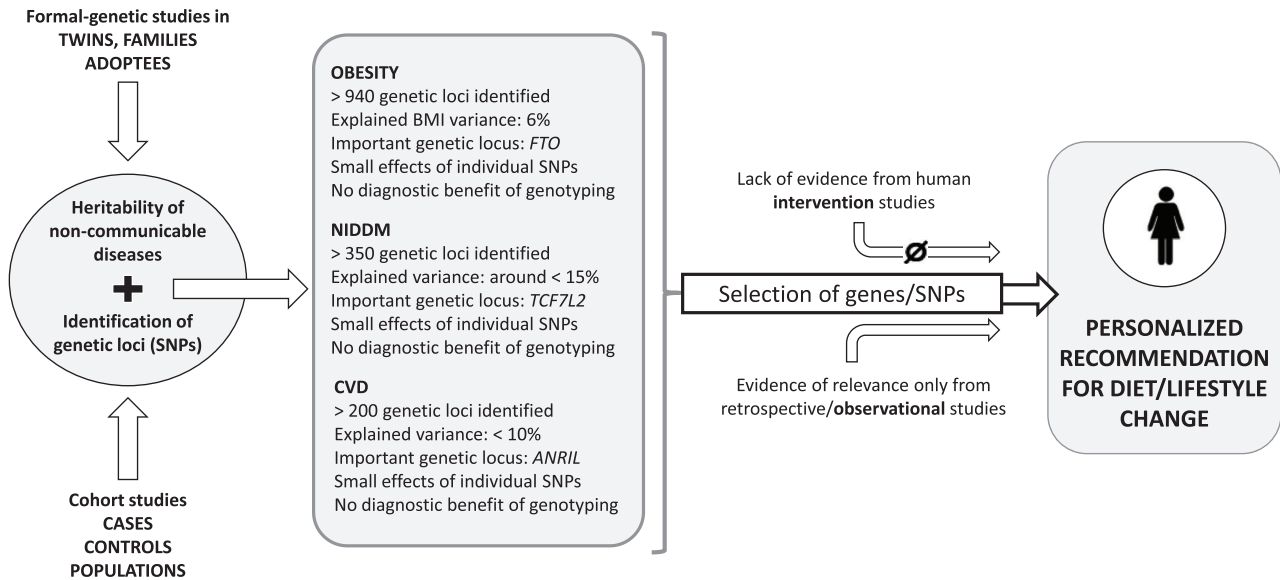 Formal-genetic studies in
TWINS, FAMILIES
ADOPTEES
Heritability of
non-communicable
diseases
+
Identification of
genetic loci (SNPs)
Cohort studies
CASES
CONTROLS
POPULATIONS
OBESITY
> 940 genetic loci identified
Explained BMI variance: 6%
Important genetic locus: FTO
Small effects of individual SNPs
No diagnostic benefit of genotyping
NIDDM
> 350 genetic loci identified
Explained variance: around < 15%
Important genetic locus: TCF7L2
Small effects of individual SNPs
No diagnostic benefit of genotyping
CVD
> 200 genetic loci identified
Explained variance: < 10%
Important genetic locus: ANRIL
Small effects of individual SNPs
No diagnostic benefit of genotyping
Lack of evidence from human
intervention studies
Ø
Selection of genes/SNPs
Evidence of relevance only from
retrospective/observational studies
PERSONALIZED
RECOMMENDATION
FOR DIET/LIFESTYLE
CHANGE